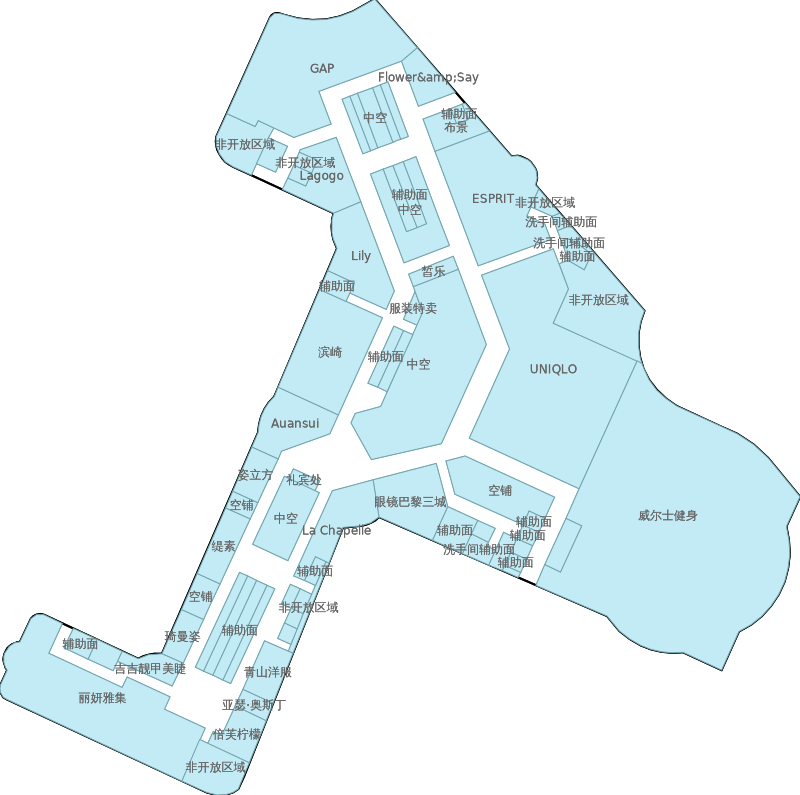 GAP
Flower&amp;Say
中空
辅助面
布景
非开放区域
非开放区域
Lagogo
辅助面
中空
ESPRIT
非开放区域
洗手间辅助面
洗手间辅助面
辅助面
Lily
暂乐
辅助面
服装特卖
非开放区域
滨崎
辅助面
中空
UNIQLO
Auansui
姿立方
礼宾处
空铺
眼镜巴黎三城
空铺
中空
La Chapelle
威尔士健身
辅助面
辅助面
辅助面
缇素
洗手间辅助面
辅助面
辅助面
空铺
非开放区域
辅助面
琦曼姿
辅助面
吉吉靓甲美睫
青山洋服
丽妍雅集
亚瑟·奥斯丁
倍芙柠檬
非开放区域